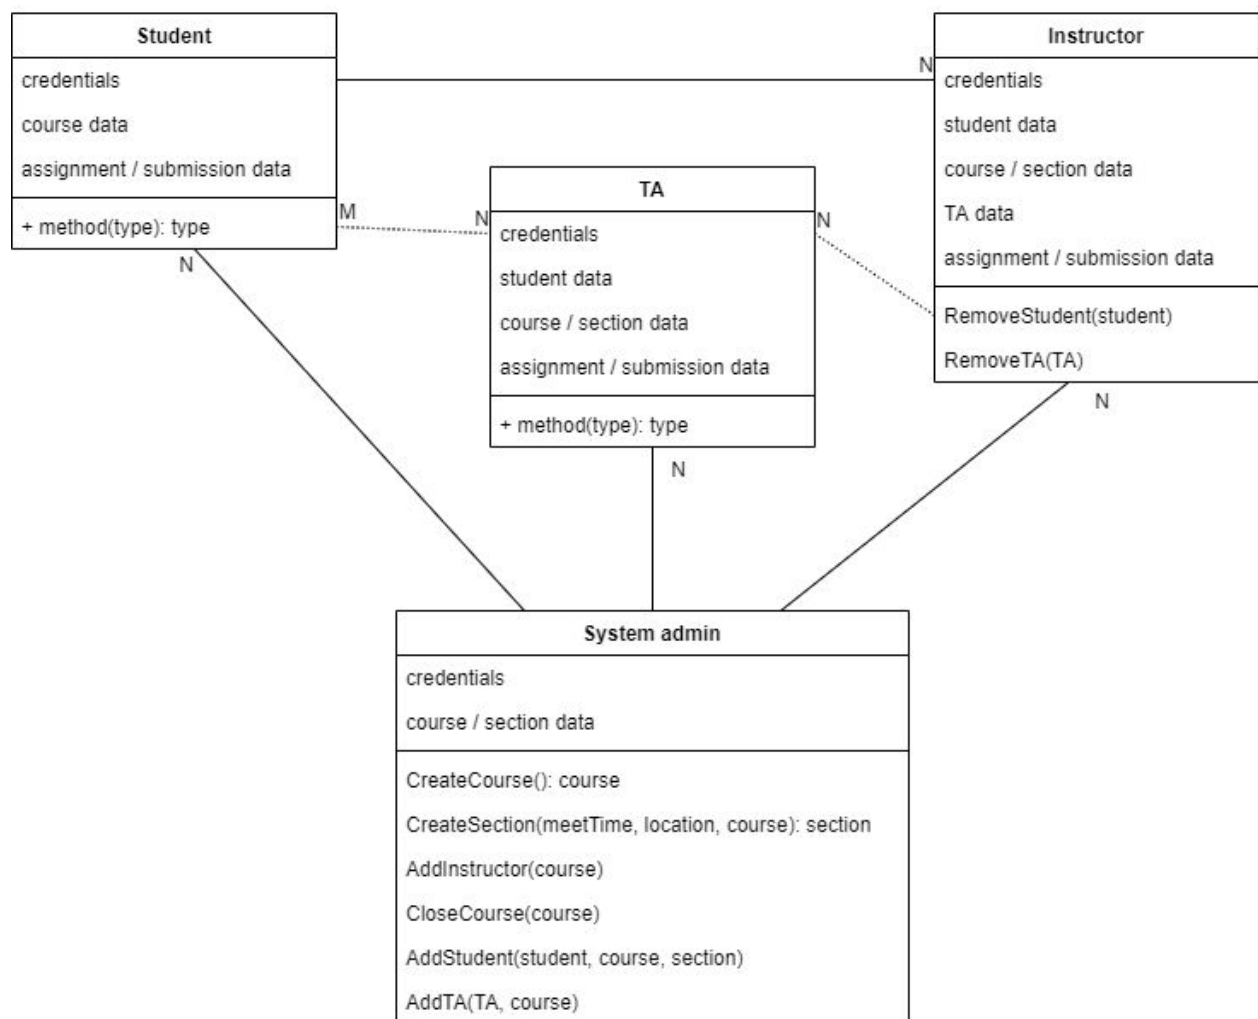 Student
credentials
course data
assignment / submission data
+ method(type): type
M
N
N
TA
credentials
student data
course / section data
assignment / submission data
+ method(type): type
N
N
N
Instructor
credentials
student data
course / section data
TA data
assignment / submission data
RemoveStudent(student)
RemoveTA(TA)
N
System admin
credentials
course / section data
CreateCourse(): course
CreateSection(meetTime, location, course): section
AddInstructor(course)
CloseCourse(course)
AddStudent(student, course, section)
AddTA(TA, course)